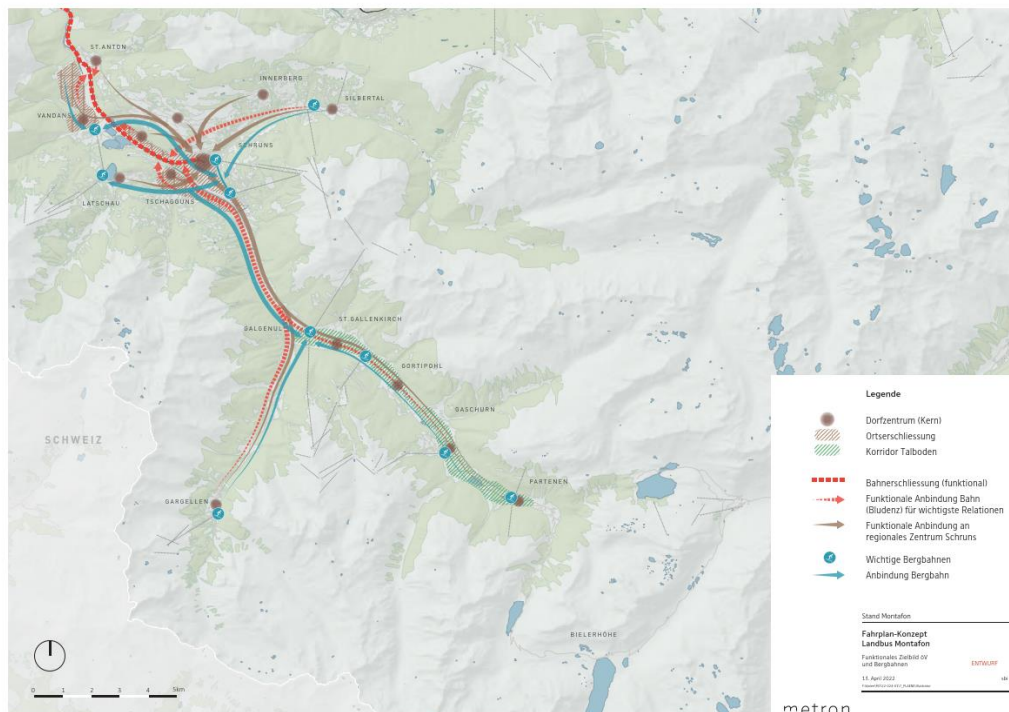 ST. ANTON
INNERBERG
SILBERTAL
VANDANS
SCHRUNS
LATSCHAU
TSCHAGGUNS
ST.GALLENKIRCH
GALGENUL
GORTIPOHL
GASCHURN
SCHWEIZ
PARTENEN
GARGELLEN
BIELERHÖHE
0 1 2 3 4 5km
Legende
Dorfzentrum (Kern)
Ortserschliessung
Korridor Talboden
Bahnerschliessung (funktional)
Funktionale Anbindung Bahn
(Bludenz) für wichtigste Relationen
Funktionale Anbindung an
regionales Zentrum Schruns
Wichtige Bergbahnen
Anbindung Bergbahn
Stand Montafon
Fahrplan-Konzept
Landbus Montafon
Funktionales Zielbild öV
und Bergbahnen
ENTWURF
13. April 2022
metron